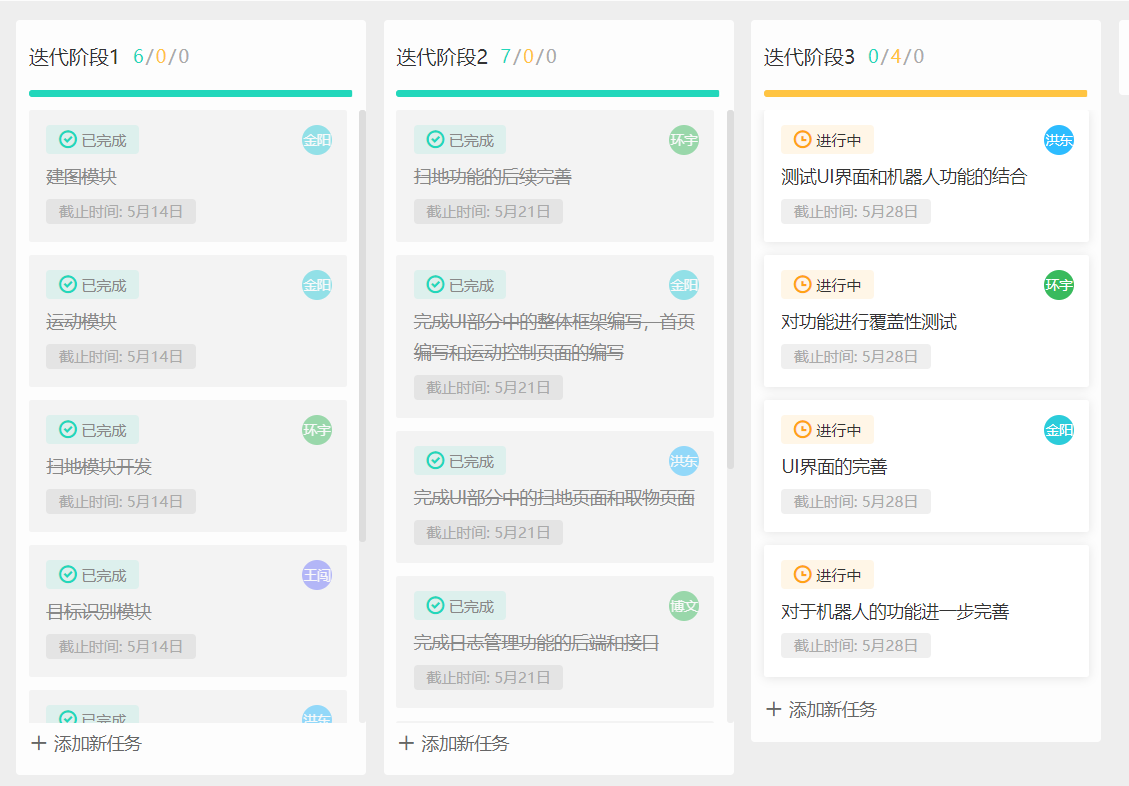 迭代阶段1 6/0/0
已完成 金阳
建图模块
截止时间: 5月14日
已完成 金阳
运动模块
截止时间: 5月14日
已完成 环宇
扫地模块开发
截止时间: 5月14日
已完成 王闯
目标识别模块
截止时间: 5月14日
已完成 洪东
+ 添加新任务
迭代阶段2 7/0/0
已完成 环宇
扫地功能的后续完善
截止时间: 5月21日
已完成 金阳
完成UI部分中的整体框架编写，首页
编写和运动控制页面的编写
截止时间: 5月21日
已完成 洪东
完成UI部分中的扫地页面和取物页面
截止时间: 5月21日
已完成 博文
完成日志管理功能的后端和接口
截止时间: 5月21日
+ 添加新任务
迭代阶段3 0/4/0
进行中 洪东
测试UI界面和机器人功能的结合
截止时间: 5月28日
进行中 环宇
对功能进行覆盖性测试
截止时间: 5月28日
进行中 金阳
UI界面的完善
截止时间: 5月28日
进行中
对于机器人的功能进一步完善
截止时间: 5月28日
+ 添加新任务